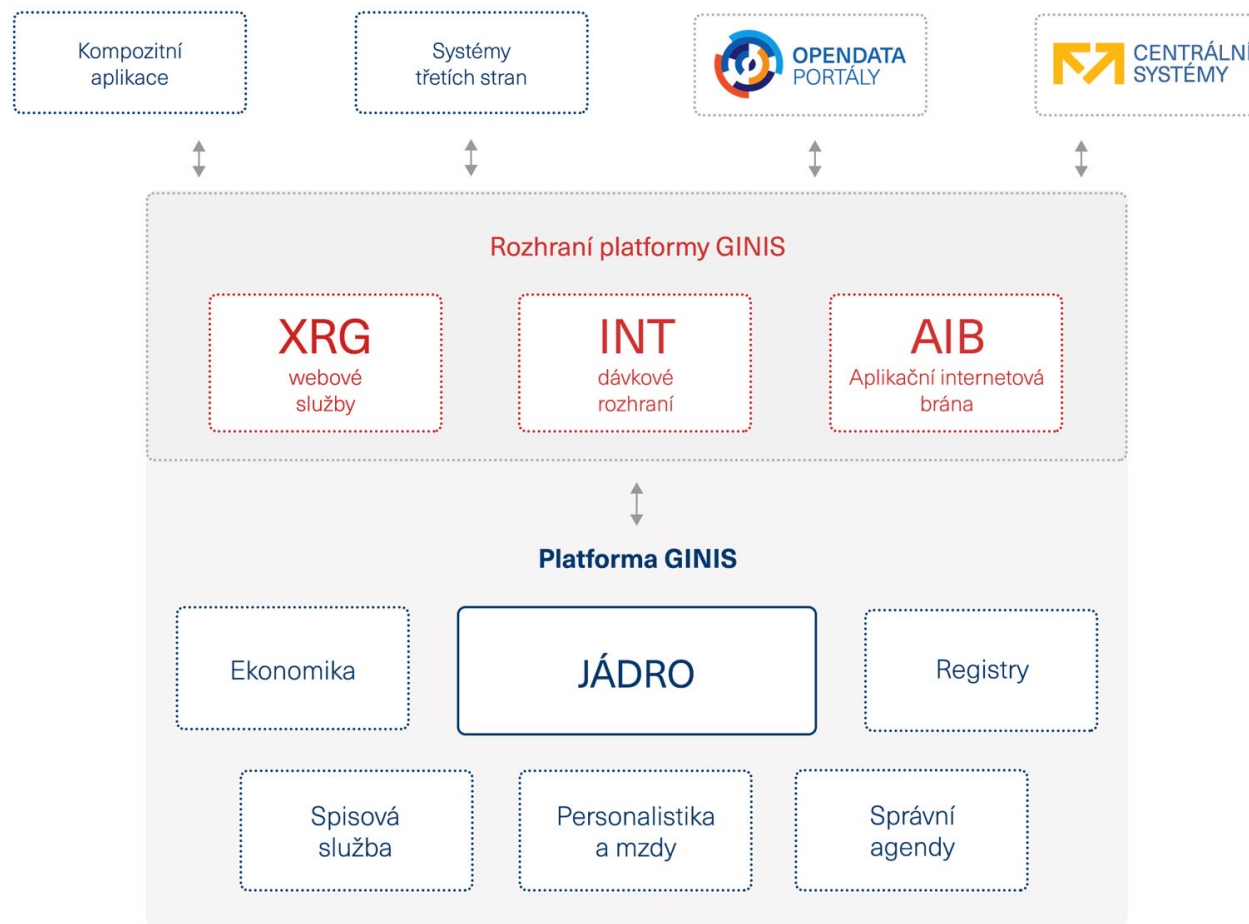 Kompozitní
aplikace
Systémy
třetích stran
OPENDATA
PORTÁLY
CENTRÁLNÍ
SYSTÉMY
Rozhraní platformy GINIS
XRG
webové
služby
INT
dávkové
rozhraní
AIB
Aplikační internetová
brána
Platforma GINIS
Ekonomika
JÁDRO
Registry
Spisová
služba
Personalistika
a mzdy
Správní
agendy